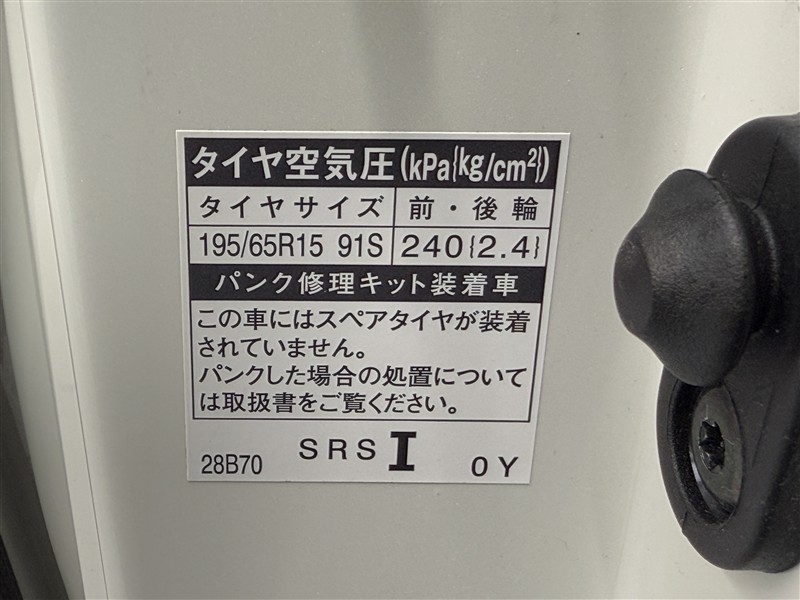 タイヤ空気圧(kPa{kg/cm²})
タイヤサイズ 前・後輪
195/65R15 91S 240{2.4}
パンク修理キット装着車
この車にはスペアタイヤが装着
されていません。
パンクした場合の処置について
は取扱書をご覧ください。
28B70 SRS I 0Y